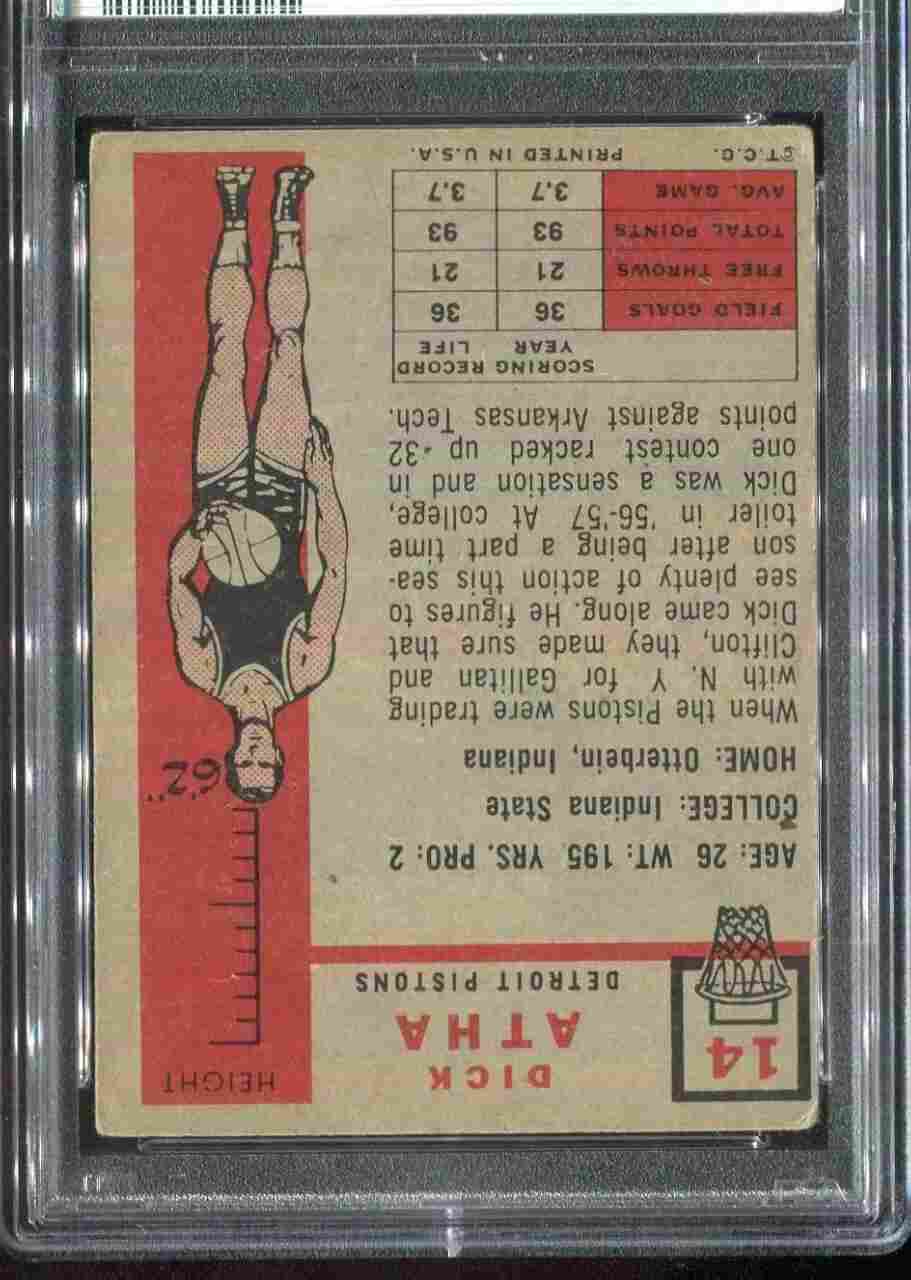 14
DICK
ATHA
DETROIT PISTONS
HEIGHT
6'2"
AGE: 26 WT: 195 YRS. PRO: 2
COLLEGE: Indiana State
HOME: Otterbein, Indiana
When the Pistons were trading
with N. Y. for Gallitan and
Clifton, they made sure that
Dick came along. He figures to
see plenty of action this sea-
son after being a part time
toiler in '56-'57. At college,
Dick was a sensation and in
one contest racked up 32
points against Arkansas Tech.
SCORING RECORD
YEAR LIFE
FIELD GOALS 36 36
FREE THROWS 21 21
TOTAL POINTS 93 93
AVG. GAME 3.7 3.7
©T.C.G. PRINTED IN U.S.A.